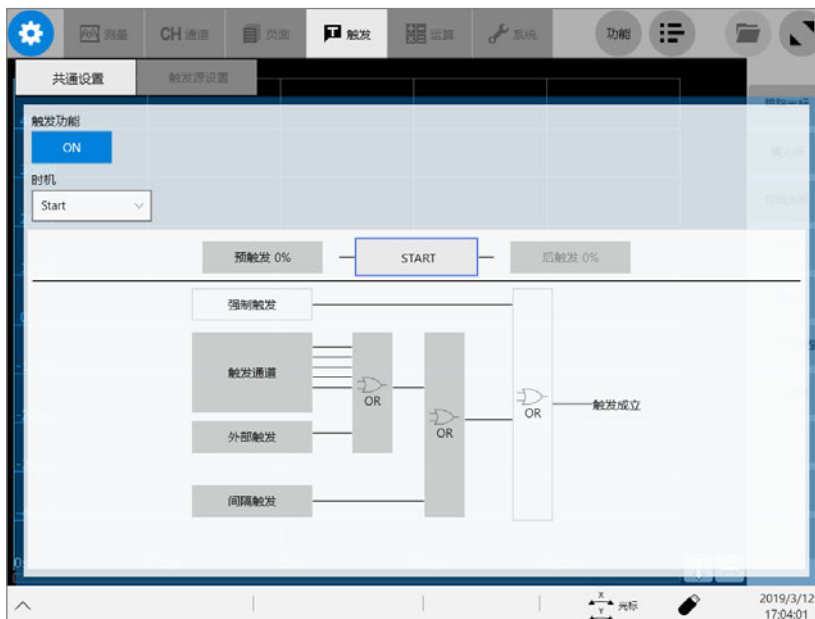 测量
CH 通道
页面
触发
运算
系统
功能
共通设置
触发源设置
触发功能
ON
时机
Start
预触发 0%
START
后触发 0%
强制触发
触发通道
OR
外部触发
OR
OR
触发成立
间隔触发
X
Y
光标
2019/3/12
17:04:01